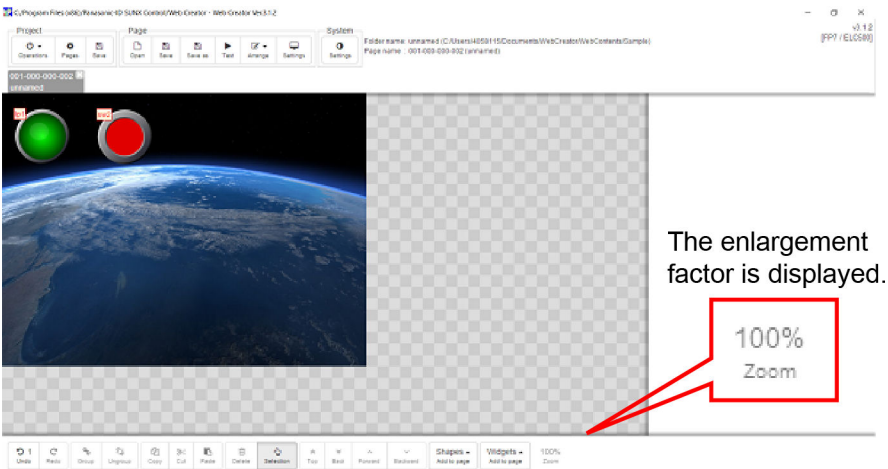 C:/Program Files (x86)/Panasonic-ID SUNX Control/Web Creator - Web Creator Ver3.1.2
v3.1.2
[FP7 / ELC500]
Project
Page
System
Operations
Pages
Save
Open
Save
Save as
Test
Arrange
Settings
Settings
Folder name: unnamed (C:/Users/4050115/Documents/WebCreator/WebContents/Sample)
Page name : 001-000-000-002 (unnamed)
001-000-000-002
unnamed
The enlargement
factor is displayed.
100%
Zoom
1
Undo
Redo
Group
Ungroup
Copy
Cut
Paste
Delete
Selection
Top
Back
Forward
Backward
Shapes
Add to page
Widgets
Add to page
100%
Zoom